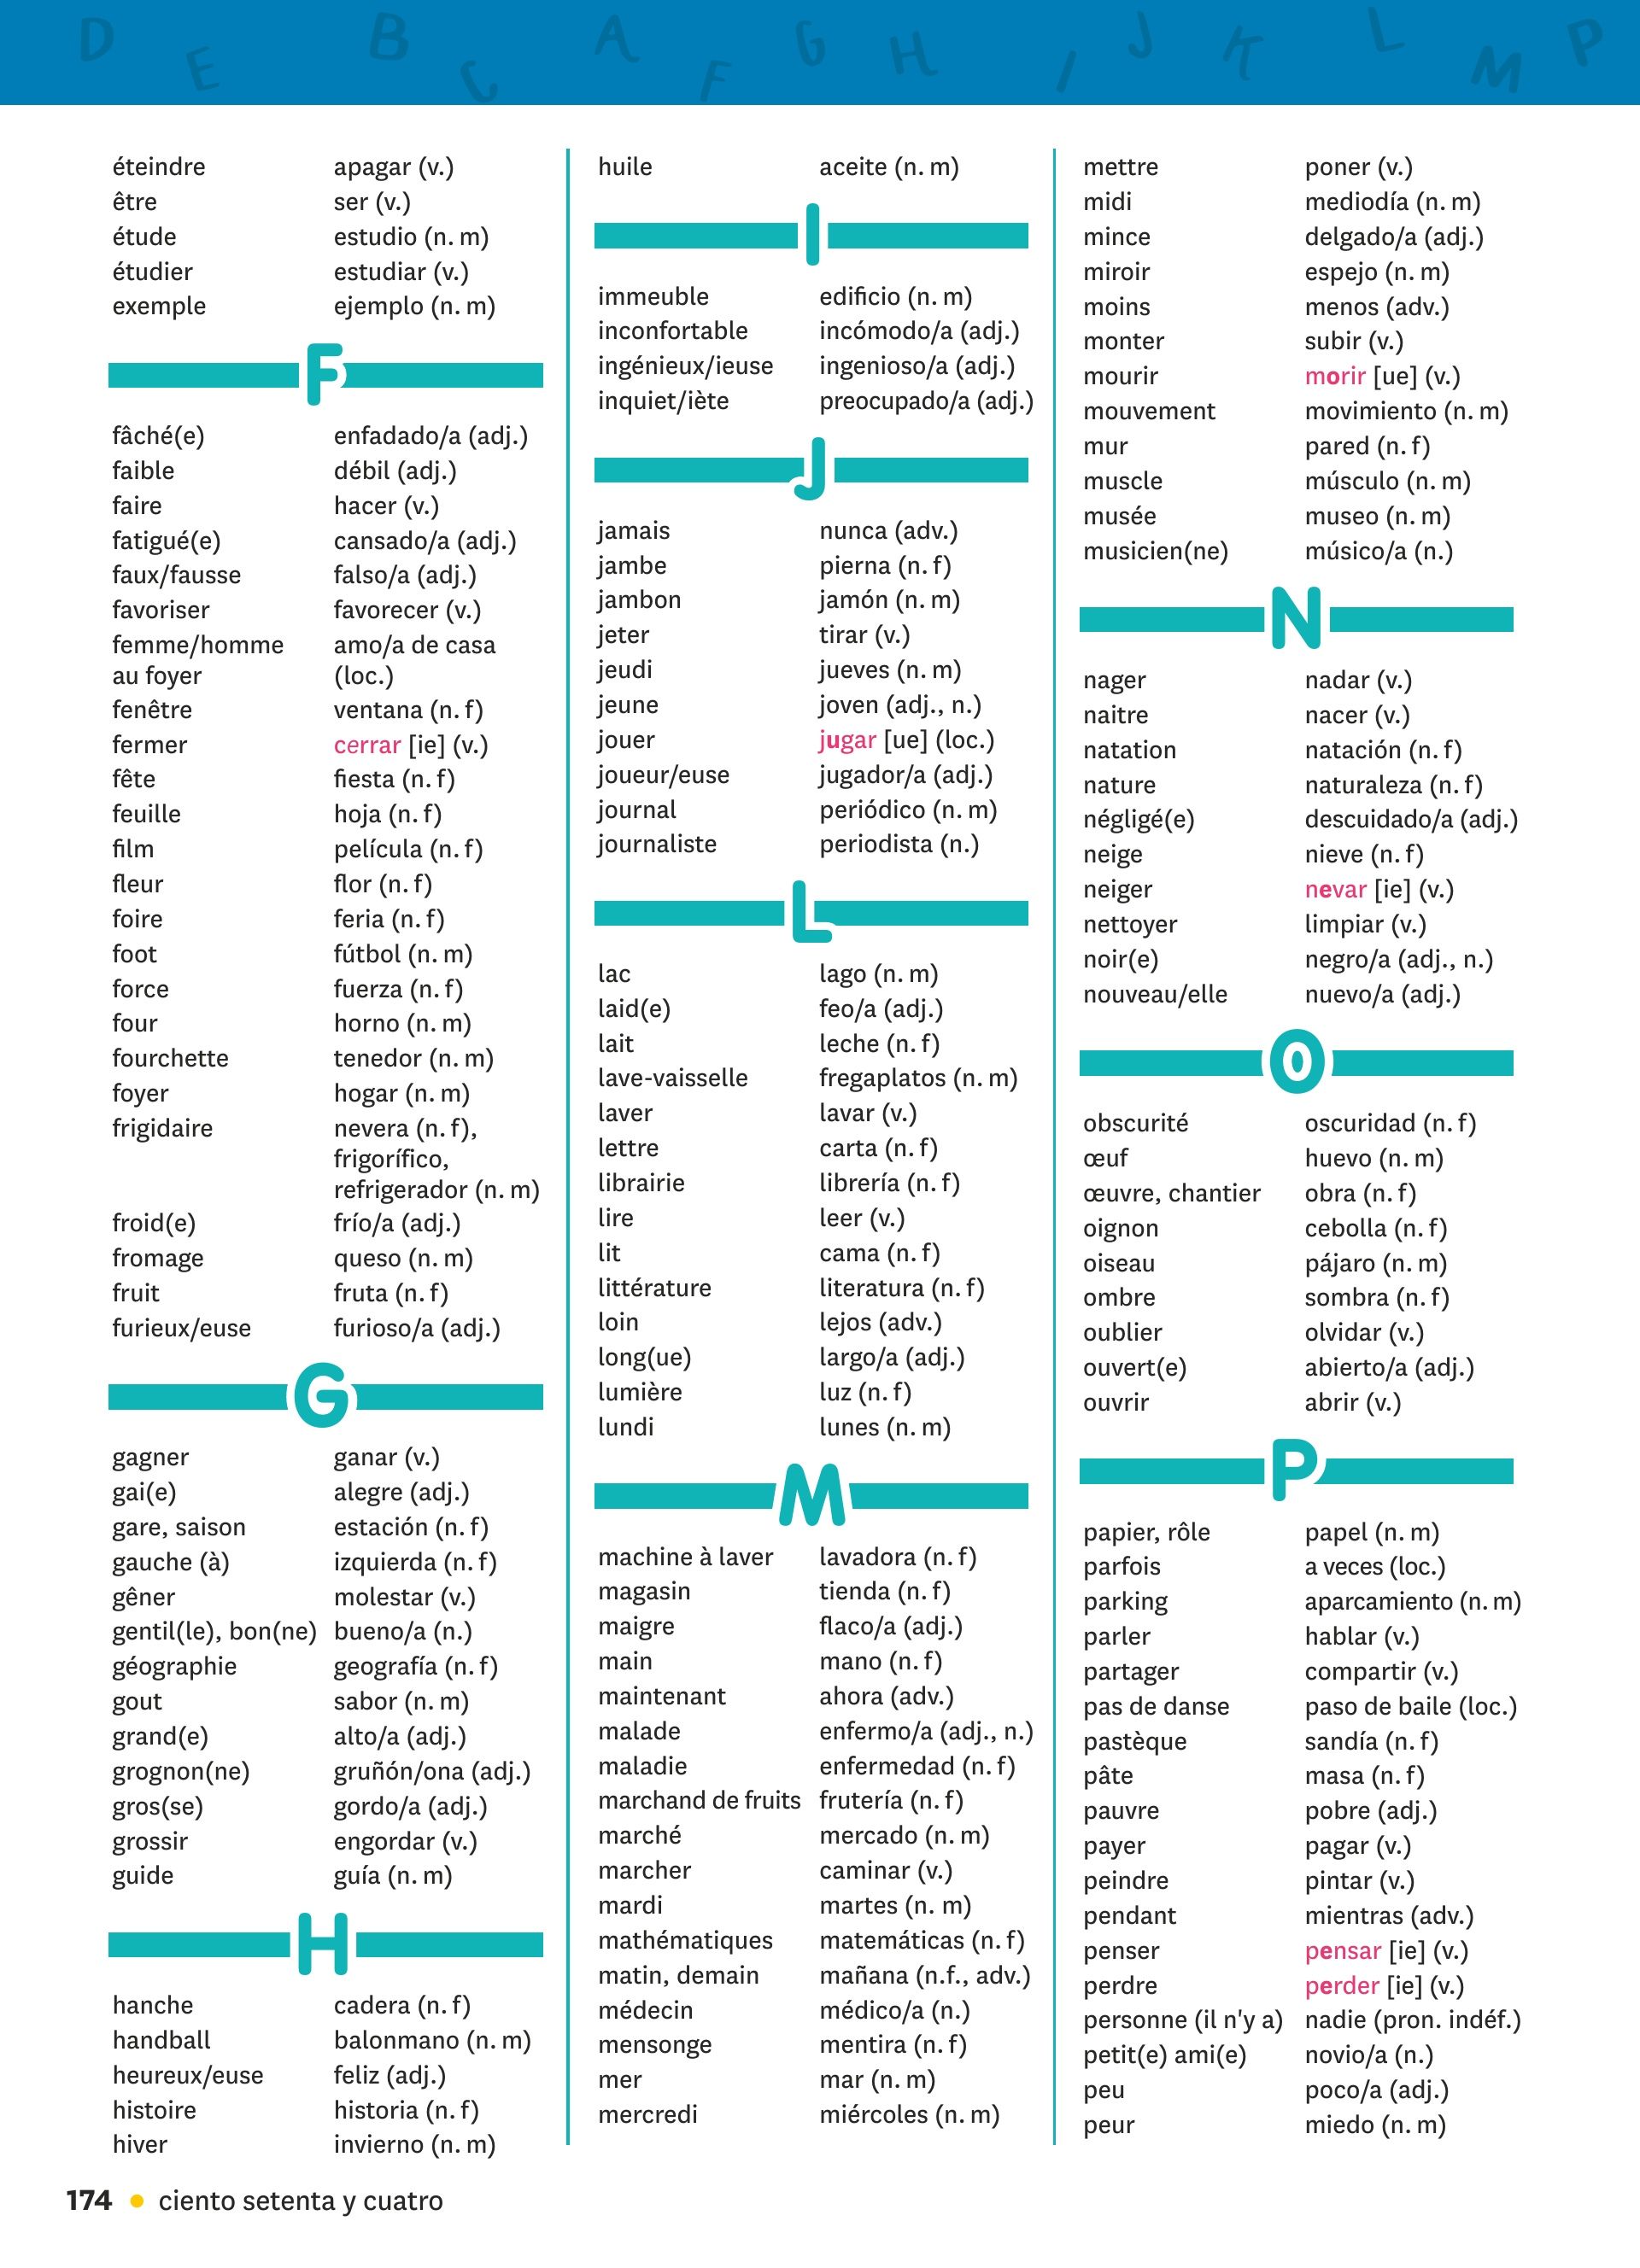 D E B C A F G H I J K L M P
éteindre apagar (v.)
être ser (v.)
étude estudio (n. m)
étudier estudiar (v.)
exemple ejemplo (n. m)
F
fâché(e) enfadado/a (adj.)
faible débil (adj.)
faire hacer (v.)
fatigué(e) cansado/a (adj.)
faux/fausse falso/a (adj.)
favoriser favorecer (v.)
femme/homme amo/a de casa
au foyer (loc.)
fenêtre ventana (n. f)
fermer cerrar [ie] (v.)
fête fiesta (n. f)
feuille hoja (n. f)
film película (n. f)
fleur flor (n. f)
foire feria (n. f)
foot fútbol (n. m)
force fuerza (n. f)
four horno (n. m)
fourchette tenedor (n. m)
foyer hogar (n. m)
frigidaire nevera (n. f),
frigorífico,
refrigerador (n. m)
froid(e) frío/a (adj.)
fromage queso (n. m)
fruit fruta (n. f)
furieux/euse furioso/a (adj.)
G
gagner ganar (v.)
gai(e) alegre (adj.)
gare, saison estación (n. f)
gauche (à) izquierda (n. f)
gêner molestar (v.)
gentil(le), bon(ne) bueno/a (n.)
géographie geografía (n. f)
gout sabor (n. m)
grand(e) alto/a (adj.)
grognon(ne) gruñón/ona (adj.)
gros(se) gordo/a (adj.)
grossir engordar (v.)
guide guía (n. m)
H
hanche cadera (n. f)
handball balonmano (n. m)
heureux/euse feliz (adj.)
histoire historia (n. f)
hiver invierno (n. m)
huile aceite (n. m)
I
immeuble edificio (n. m)
inconfortable incómodo/a (adj.)
ingénieux/ieuse ingenioso/a (adj.)
inquiet/iète preocupado/a (adj.)
J
jamais nunca (adv.)
jambe pierna (n. f)
jambon jamón (n. m)
jeter tirar (v.)
jeudi jueves (n. m)
jeune joven (adj., n.)
jouer jugar [ue] (loc.)
joueur/euse jugador/a (adj.)
journal periódico (n. m)
journaliste periodista (n.)
L
lac lago (n. m)
laid(e) feo/a (adj.)
lait leche (n. f)
lave-vaisselle fregaplatos (n. m)
laver lavar (v.)
lettre carta (n. f)
librairie librería (n. f)
lire leer (v.)
lit cama (n. f)
littérature literatura (n. f)
loin lejos (adv.)
long(ue) largo/a (adj.)
lumière luz (n. f)
lundi lunes (n. m)
M
machine à laver lavadora (n. f)
magasin tienda (n. f)
maigre flaco/a (adj.)
main mano (n. f)
maintenant ahora (adv.)
malade enfermo/a (adj., n.)
maladie enfermedad (n. f)
marchand de fruits frutería (n. f)
marché mercado (n. m)
marcher caminar (v.)
mardi martes (n. m)
mathématiques matemáticas (n. f)
matin, demain mañana (n.f., adv.)
médecin médico/a (n.)
mensonge mentira (n. f)
mer mar (n. m)
mercredi miércoles (n. m)
mettre poner (v.)
midi mediodía (n. m)
mince delgado/a (adj.)
miroir espejo (n. m)
moins menos (adv.)
monter subir (v.)
mourir morir [ue] (v.)
mouvement movimiento (n. m)
mur pared (n. f)
muscle músculo (n. m)
musée museo (n. m)
musicien(ne) músico/a (n.)
N
nager nadar (v.)
naitre nacer (v.)
natation natación (n. f)
nature naturaleza (n. f)
négligé(e) descuidado/a (adj.)
neige nieve (n. f)
neiger nevar [ie] (v.)
nettoyer limpiar (v.)
noir(e) negro/a (adj., n.)
nouveau/elle nuevo/a (adj.)
O
obscurité oscuridad (n. f)
œuf huevo (n. m)
œuvre, chantier obra (n. f)
oignon cebolla (n. f)
oiseau pájaro (n. m)
ombre sombra (n. f)
oublier olvidar (v.)
ouvert(e) abierto/a (adj.)
ouvrir abrir (v.)
P
papier, rôle papel (n. m)
parfois a veces (loc.)
parking aparcamiento (n. m)
parler hablar (v.)
partager compartir (v.)
pas de danse paso de baile (loc.)
pastèque sandía (n. f)
pâte masa (n. f)
pauvre pobre (adj.)
payer pagar (v.)
peindre pintar (v.)
pendant mientras (adv.)
penser pensar [ie] (v.)
perdre perder [ie] (v.)
personne (il n'y a) nadie (pron. indéf.)
petit(e) ami(e) novio/a (n.)
peu poco/a (adj.)
peur miedo (n. m)
174 • ciento setenta y cuatro